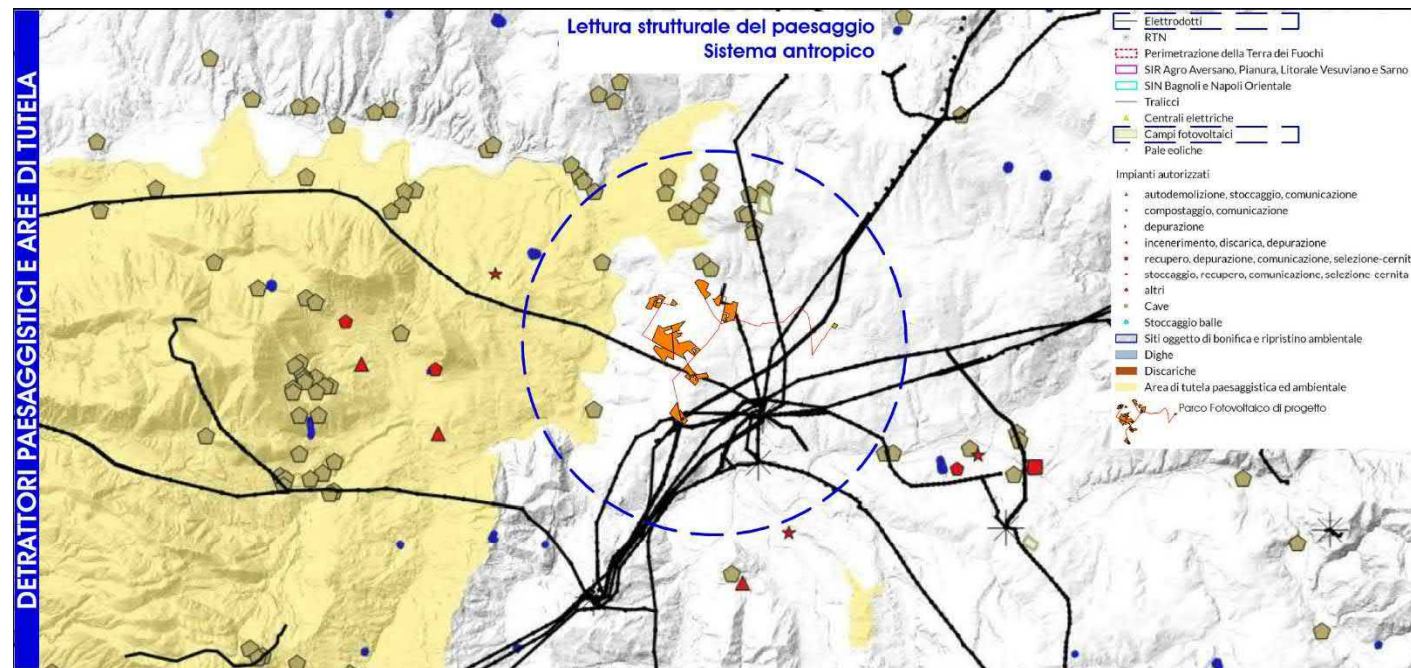 DETRATTORI PAESAGGISTICI E AREE DI TUTELA
Lettura strutturale del paesaggio
Sistema antropico
Elettrodotti
RTN
Perimetrazione della Terra dei Fuochi
SIR Agro Aversano, Pianura, Litorale Vesuviano e Sarno
SIN Bagnoli e Napoli Orientale
Tralicci
Centrali elettriche
Campi fotovoltaici
Pale eoliche
Impianti autorizzati
autodemolizione, stoccaggio, comunicazione
compostaggio, comunicazione
depurazione
incenerimento, discarica, depurazione
recupero, depurazione, comunicazione, selezione-cernit
stoccaggio, recupero, comunicazione, selezione-cernita
altri
Cave
Stoccaggio balle
Siti oggetto di bonifica e ripristino ambientale
Dighe
Discariche
Area di tutela paesaggistica ed ambientale
Parco Fotovoltaico di progetto